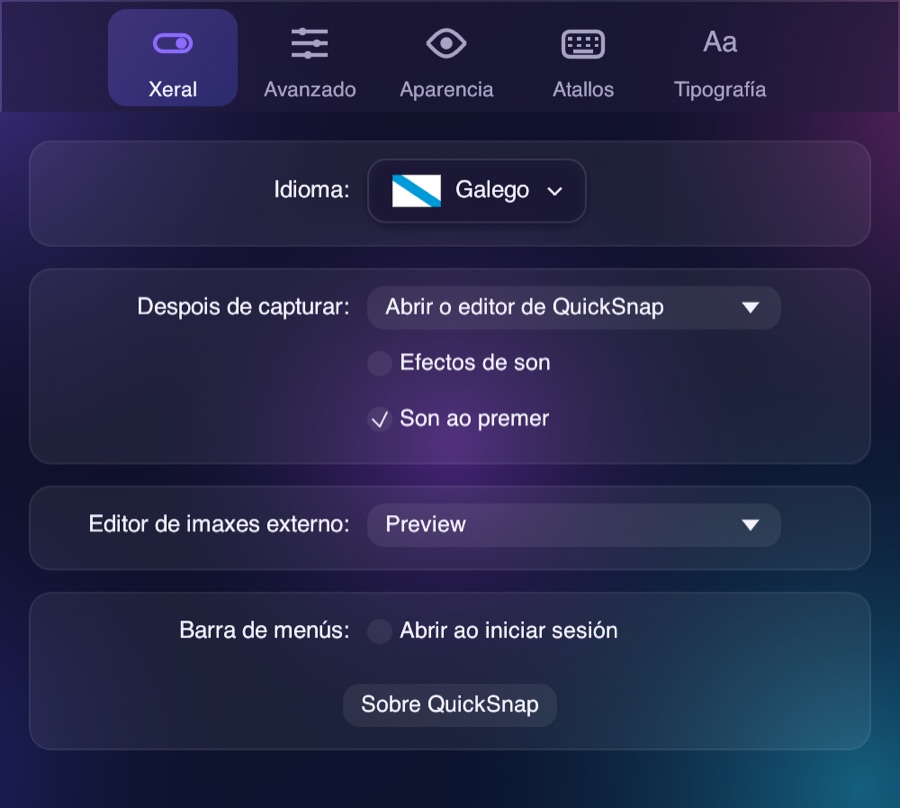 Aa
Xeral Avanzado Aparencia Atallos Tipografía
Idioma: Galego
Despois de capturar: Abrir o editor de QuickSnap
Efectos de son
Son ao premer
Editor de imaxes externo: Preview
Barra de menús: Abrir ao iniciar sesión
Sobre QuickSnap